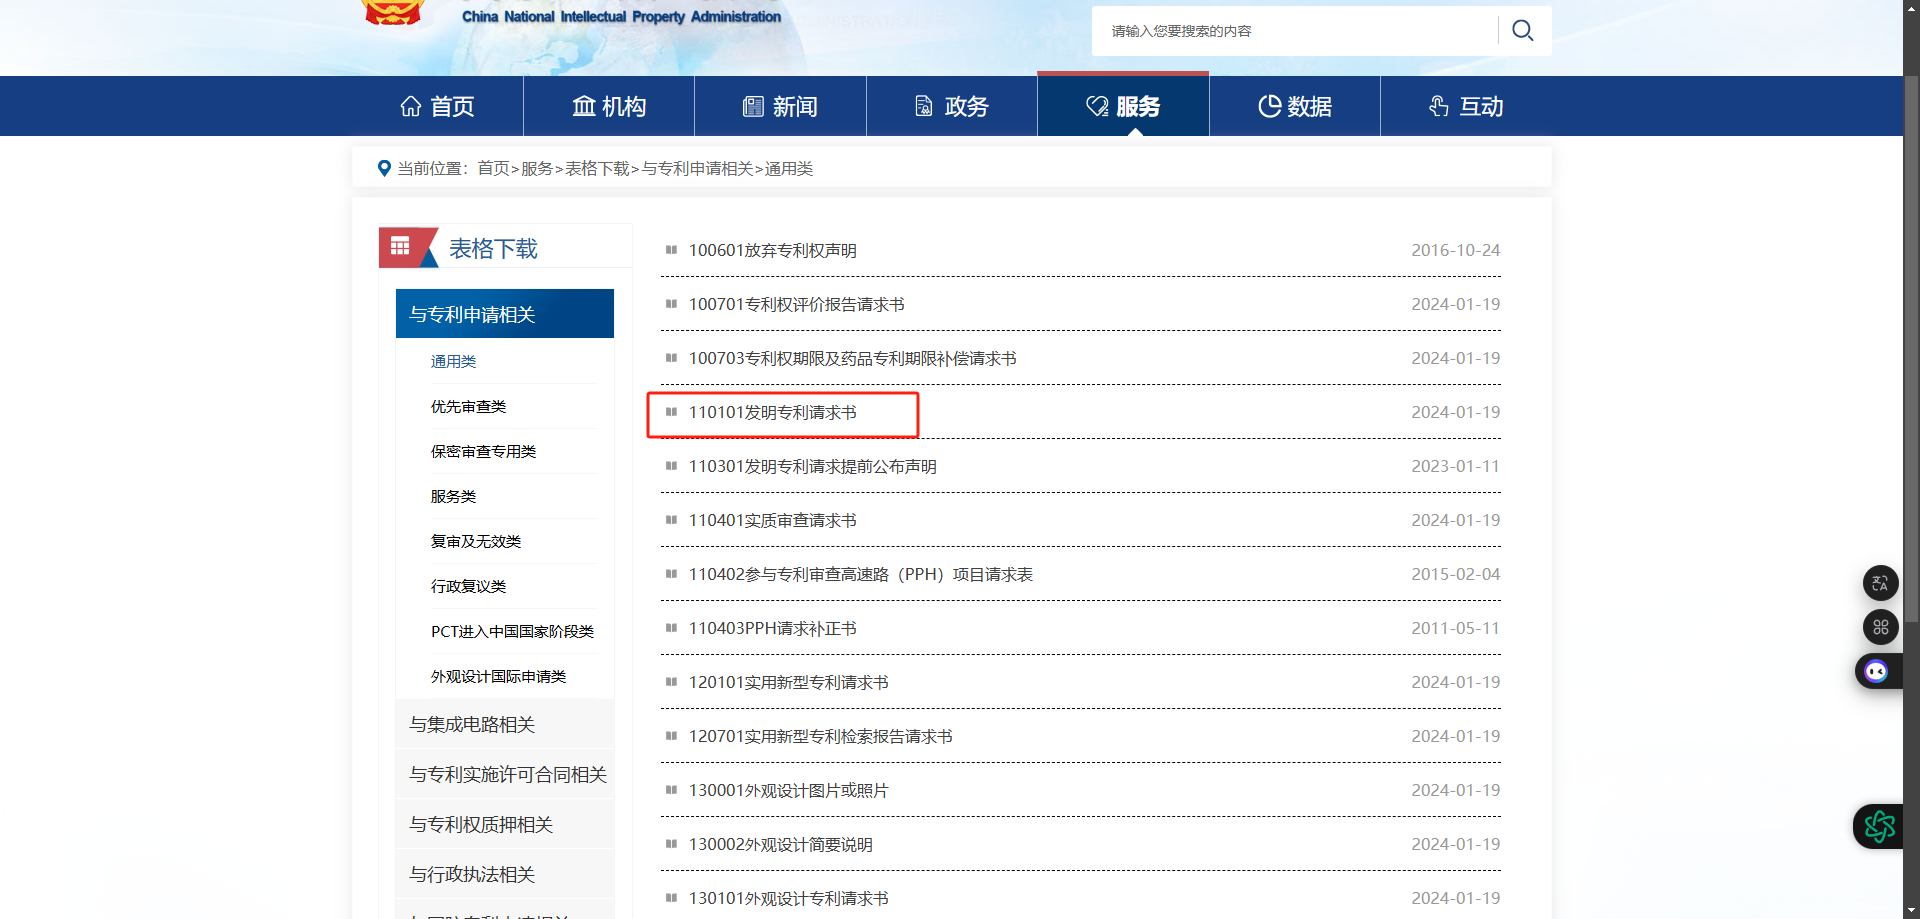 China National Intellectual Property Administration
请输入您要搜索的内容
首页
机构
新闻
政务
服务
数据
互动
当前位置：首页>服务>表格下载>与专利申请相关>通用类
表格下载
与专利申请相关
通用类
优先审查类
保密审查专用类
服务类
复审及无效类
行政复议类
PCT进入中国国家阶段类
外观设计国际申请类
与集成电路相关
与专利实施许可合同相关
与专利权质押相关
与行政执法相关
100601放弃专利权声明 2016-10-24
100701专利权评价报告请求书 2024-01-19
100703专利权期限及药品专利期限补偿请求书 2024-01-19
110101发明专利请求书 2024-01-19
110301发明专利请求提前公布声明 2023-01-11
110401实质审查请求书 2024-01-19
110402参与专利审查高速路（PPH）项目请求表 2015-02-04
110403PPH请求补正书 2011-05-11
120101实用新型专利请求书 2024-01-19
120701实用新型专利检索报告请求书 2024-01-19
130001外观设计图片或照片 2024-01-19
130002外观设计简要说明 2024-01-19
130101外观设计专利请求书 2024-01-19